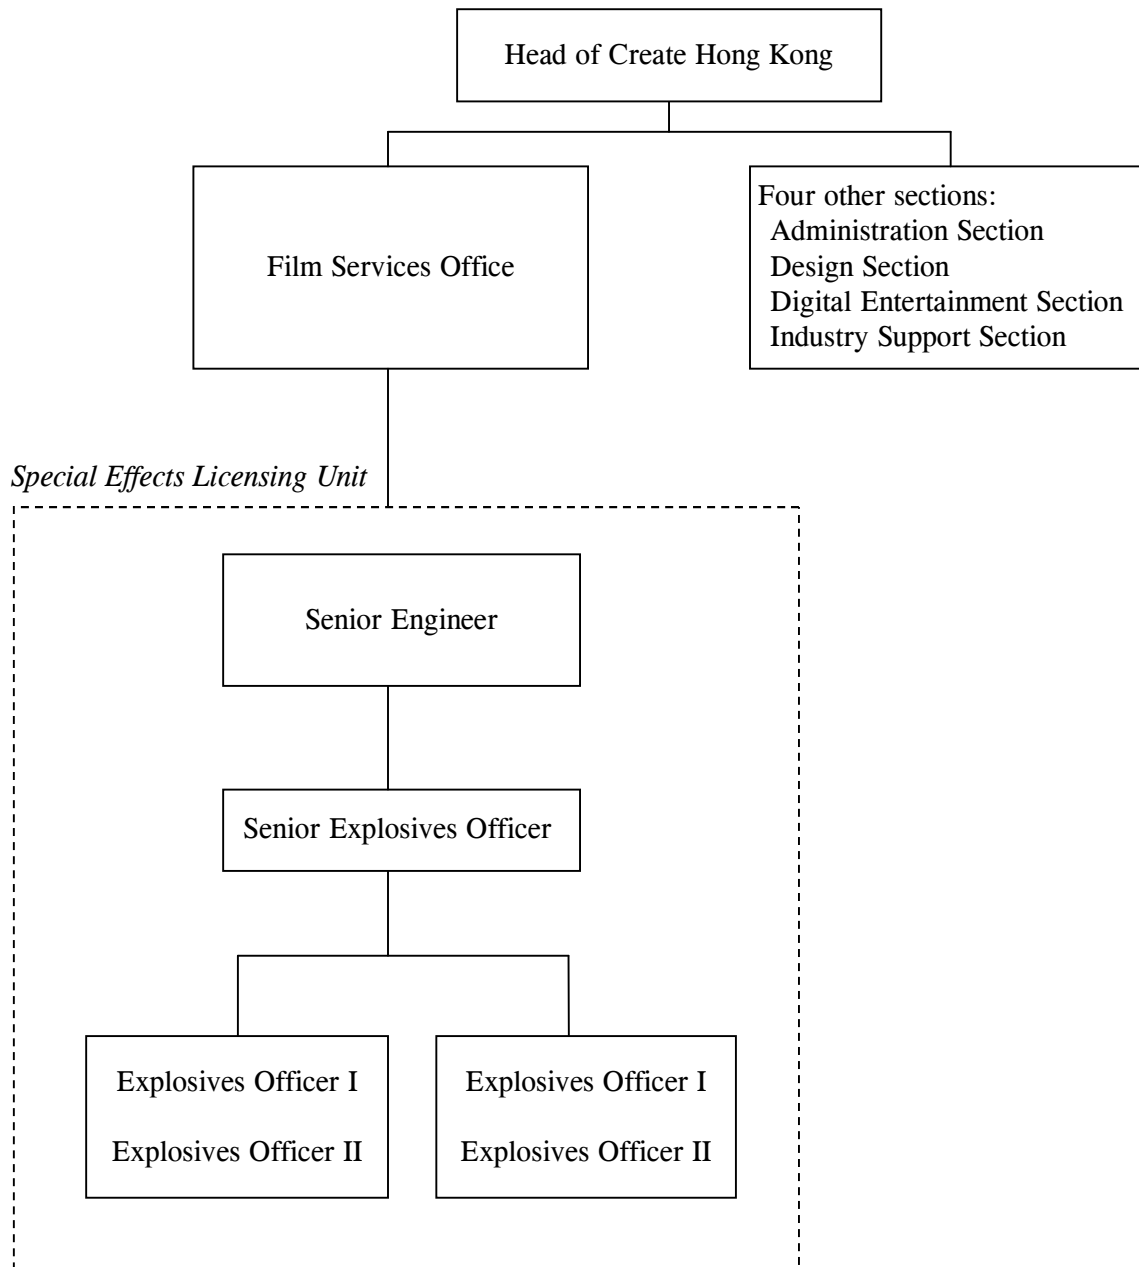 Head of Create Hong Kong
Film Services Office
Four other sections:
Administration Section
Design Section
Digital Entertainment Section
Industry Support Section
Special Effects Licensing Unit
Senior Engineer
Senior Explosives Officer
Explosives Officer I
Explosives Officer II
Explosives Officer I
Explosives Officer II